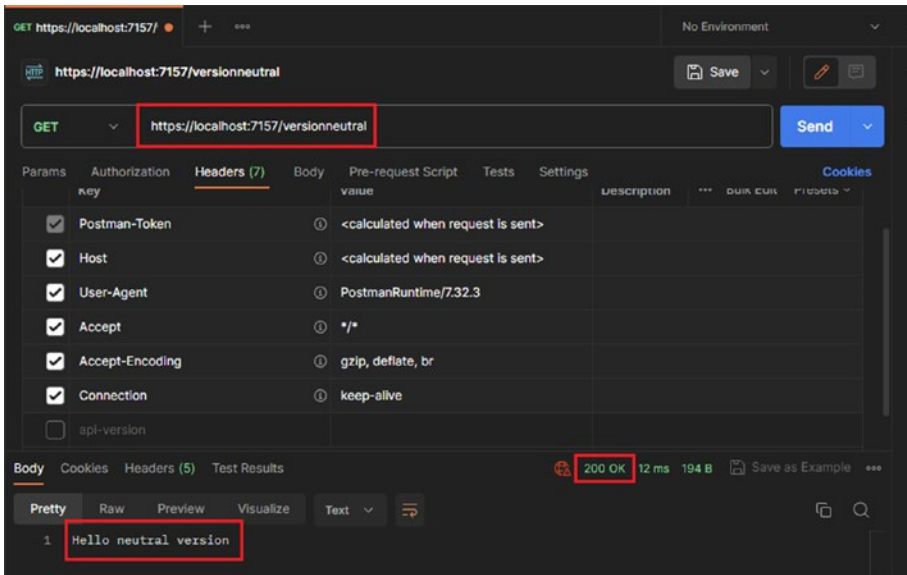 GET https://localhost:7157/
No Environment
HTTP https://localhost:7157/versionneutral
Save
GET https://localhost:7157/versionneutral Send
Params Authorization Headers (7) Body Pre-request Script Tests Settings Cookies
Key Value Description Bulk Edit Presets
Postman-Token <calculated when request is sent>
Host <calculated when request is sent>
User-Agent PostmanRuntime/7.32.3
Accept */*
Accept-Encoding gzip, deflate, br
Connection keep-alive
api-version
Body Cookies Headers (5) Test Results 200 OK 12 ms 194 B Save as Example
Pretty Raw Preview Visualize Text
1 Hello neutral version